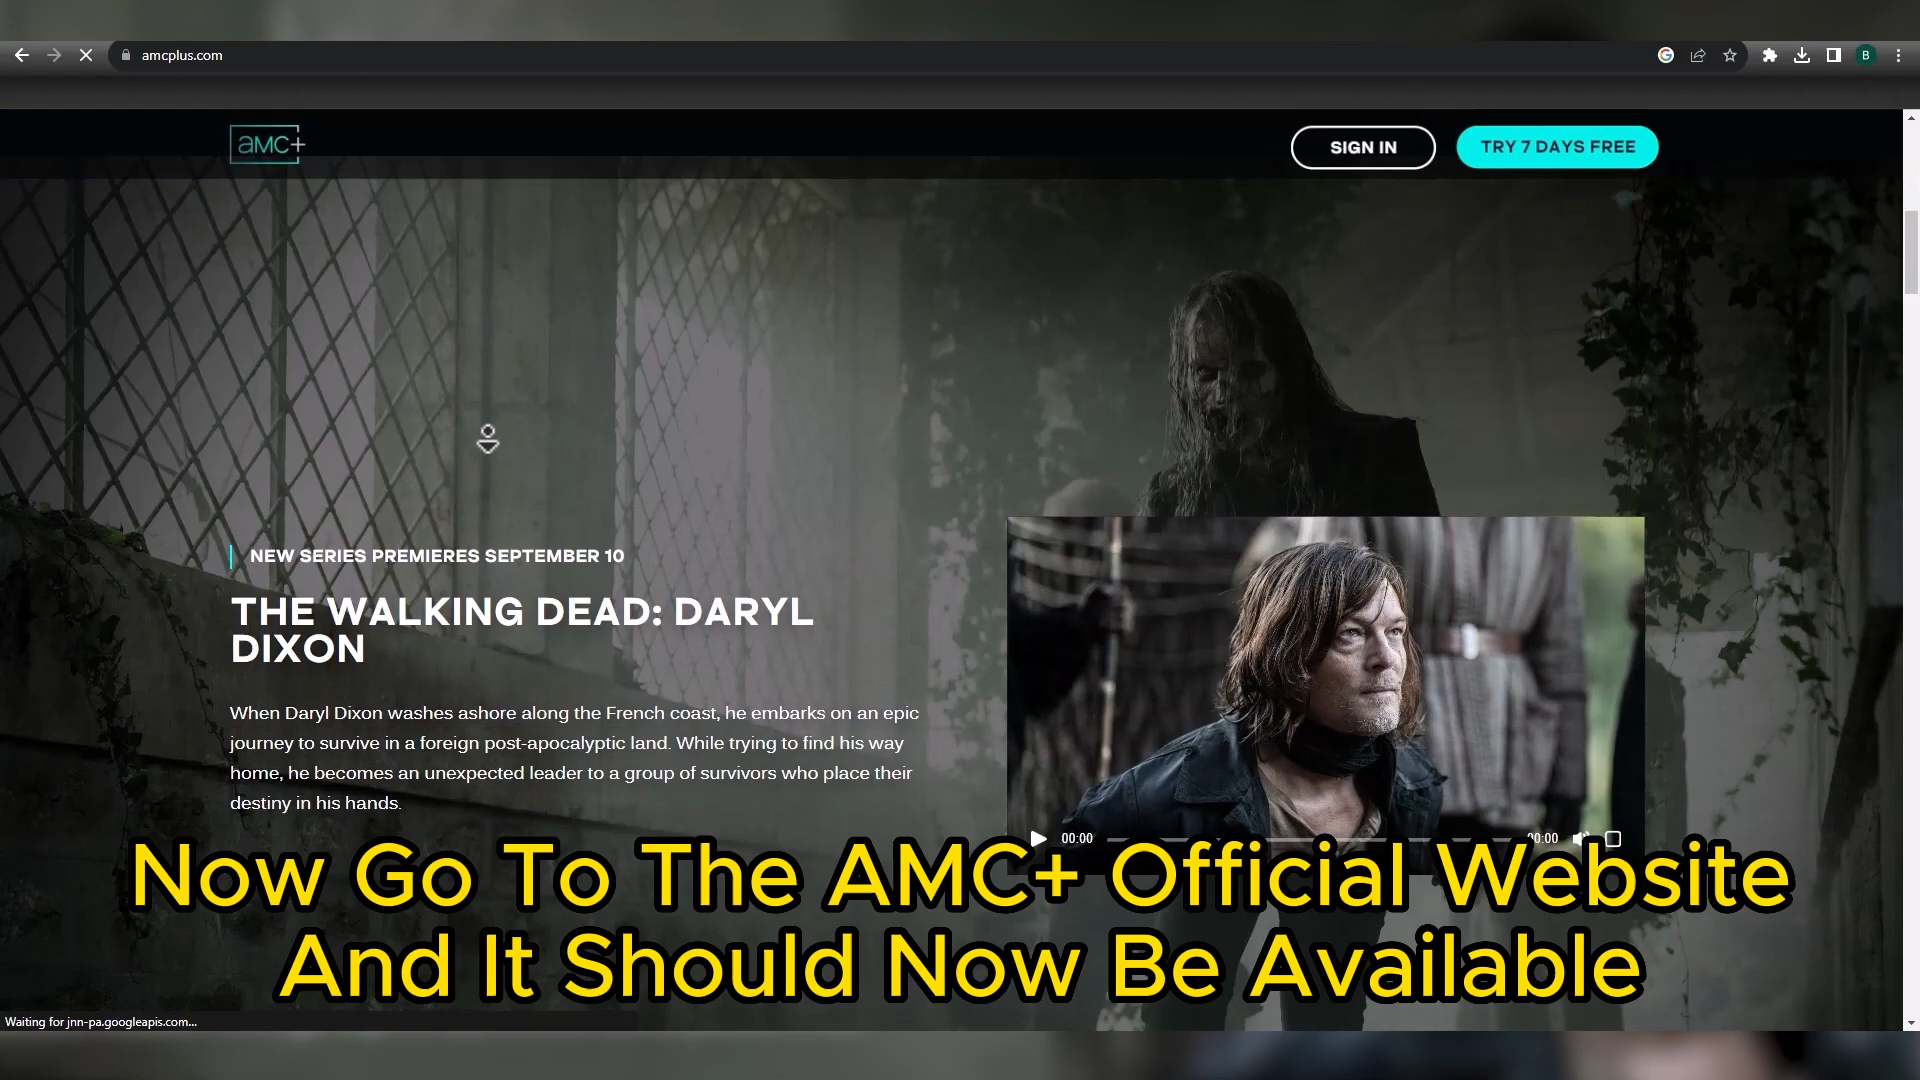 amcplus.com
B
aMC+
SIGN IN
TRY 7 DAYS FREE
NEW SERIES PREMIERES SEPTEMBER 10
THE WALKING DEAD: DARYL
DIXON
When Daryl Dixon washes ashore along the French coast, he embarks on an epic
journey to survive in a foreign post-apocalyptic land. While trying to find his way
home, he becomes an unexpected leader to a group of survivors who place their
destiny in his hands.
00:00
00:00
Now Go To The AMC+ Official Website
And It Should Now Be Available
Waiting for jnn-pa.googleapis.com...